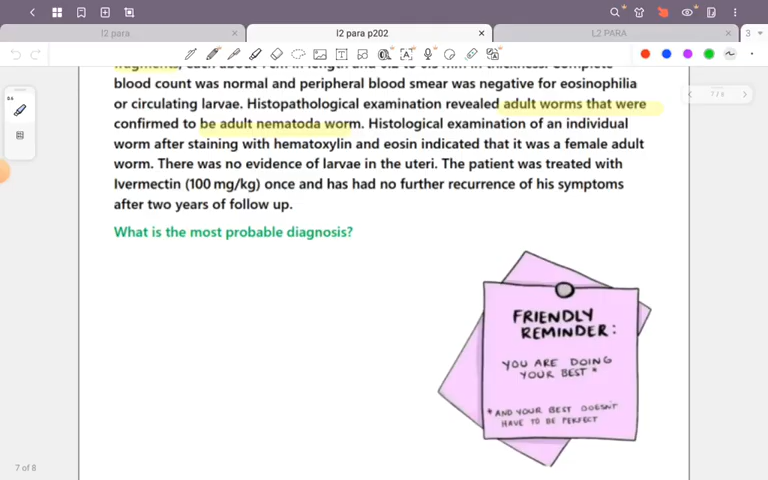 l2 para
l2 para p202
L2 PARA
3
7 / 8
blood count was normal and peripheral blood smear was negative for eosinophilia
or circulating larvae. Histopathological examination revealed adult worms that were
confirmed to be adult nematoda worm. Histological examination of an individual
worm after staining with hematoxylin and eosin indicated that it was a female adult
worm. There was no evidence of larvae in the uteri. The patient was treated with
Ivermectin (100 mg/kg) once and has had no further recurrence of his symptoms
after two years of follow up.
What is the most probable diagnosis?
FRIENDLY
REMINDER:
YOU ARE DOING
YOUR BEST *
* AND YOUR BEST DOESN'T
HAVE TO BE PERFECT
7 of 8